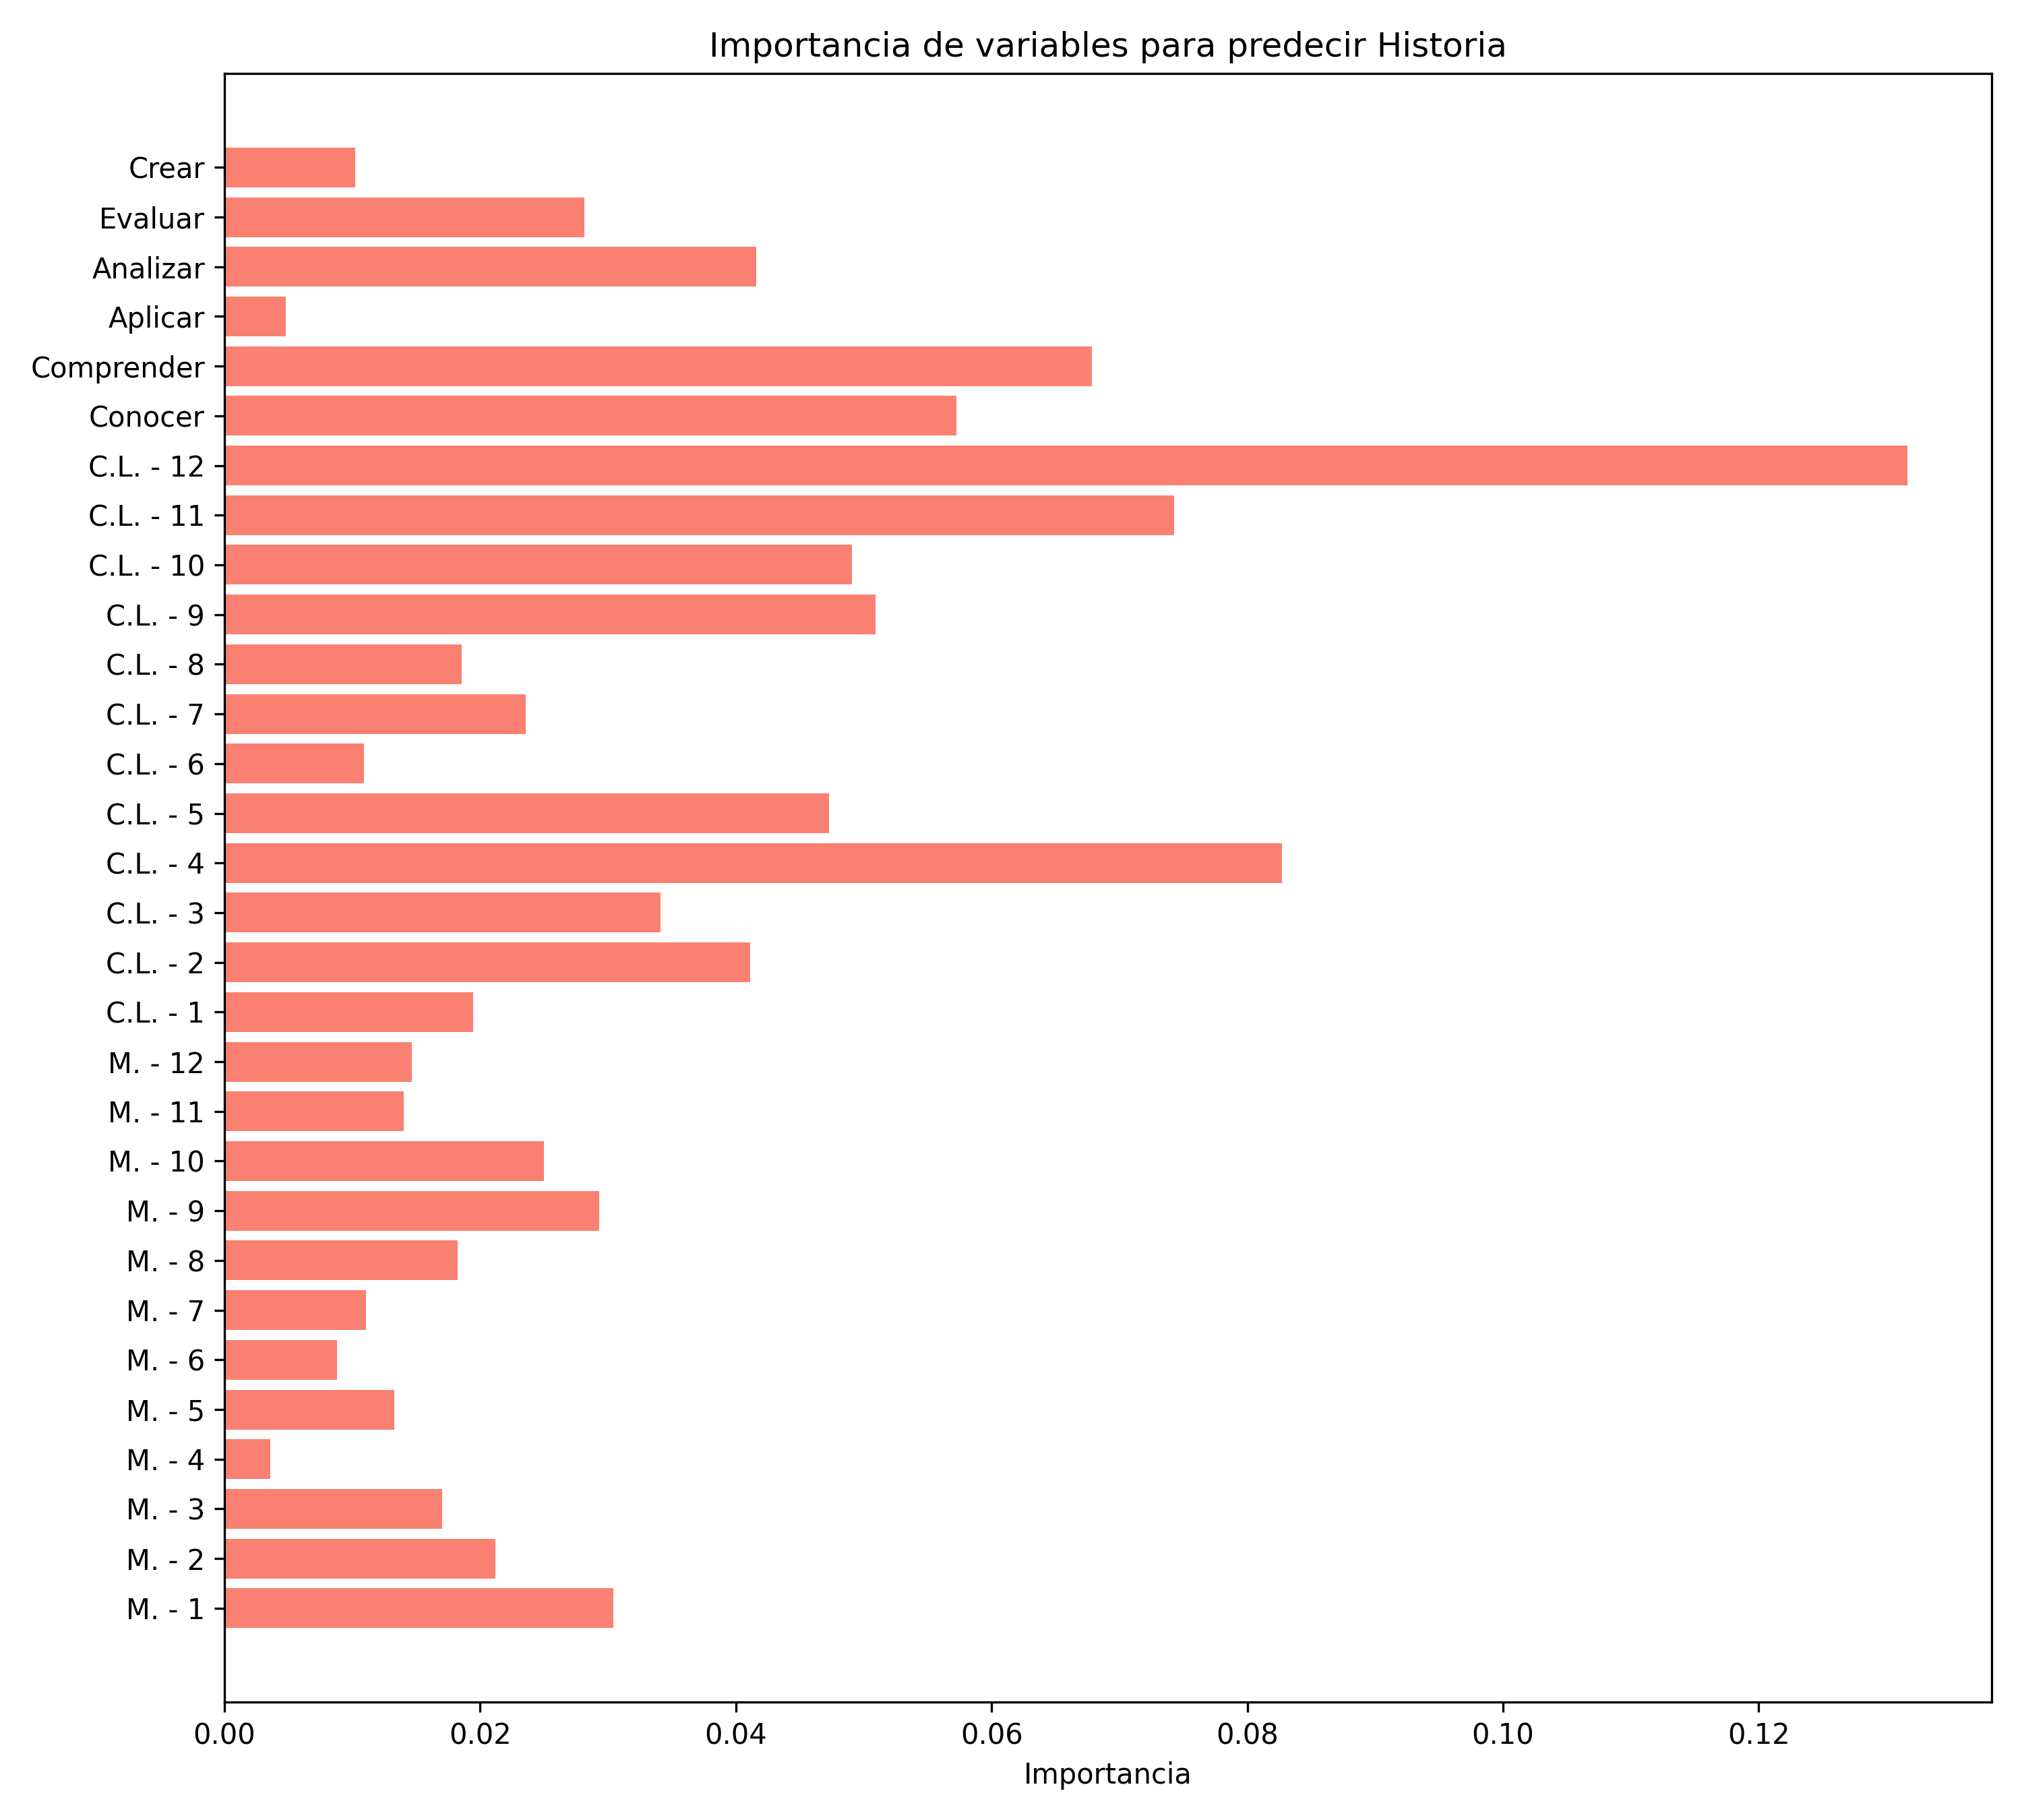 Importancia de variables para predecir Historia
Crear
Evaluar
Analizar
Aplicar
Comprender
Conocer
C.L. - 12
C.L. - 11
C.L. - 10
C.L. - 9
C.L. - 8
C.L. - 7
C.L. - 6
C.L. - 5
C.L. - 4
C.L. - 3
C.L. - 2
C.L. - 1
M. - 12
M. - 11
M. - 10
M. - 9
M. - 8
M. - 7
M. - 6
M. - 5
M. - 4
M. - 3
M. - 2
M. - 1
0.00 0.02 0.04 0.06 0.08 0.10 0.12
Importancia